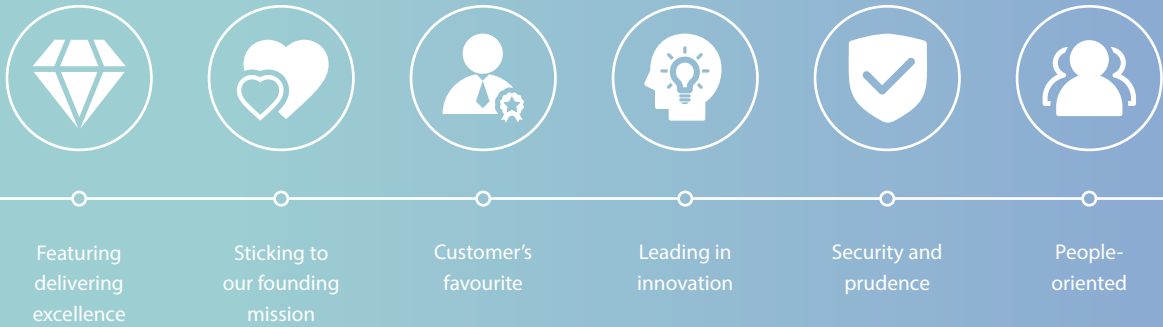 Featuring
delivering
excellence
Sticking to
our founding
mission
Customer’s
favourite
Leading in
innovation
Security and
prudence
People-
oriented